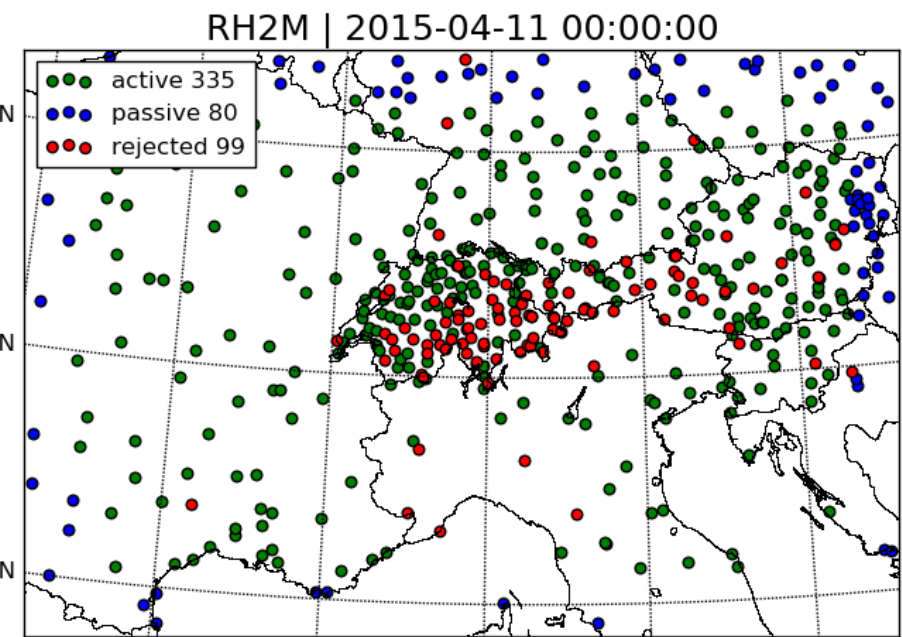 RH2M | 2015-04-11 00:00:00
active 335
passive 80
rejected 99
N
N
N